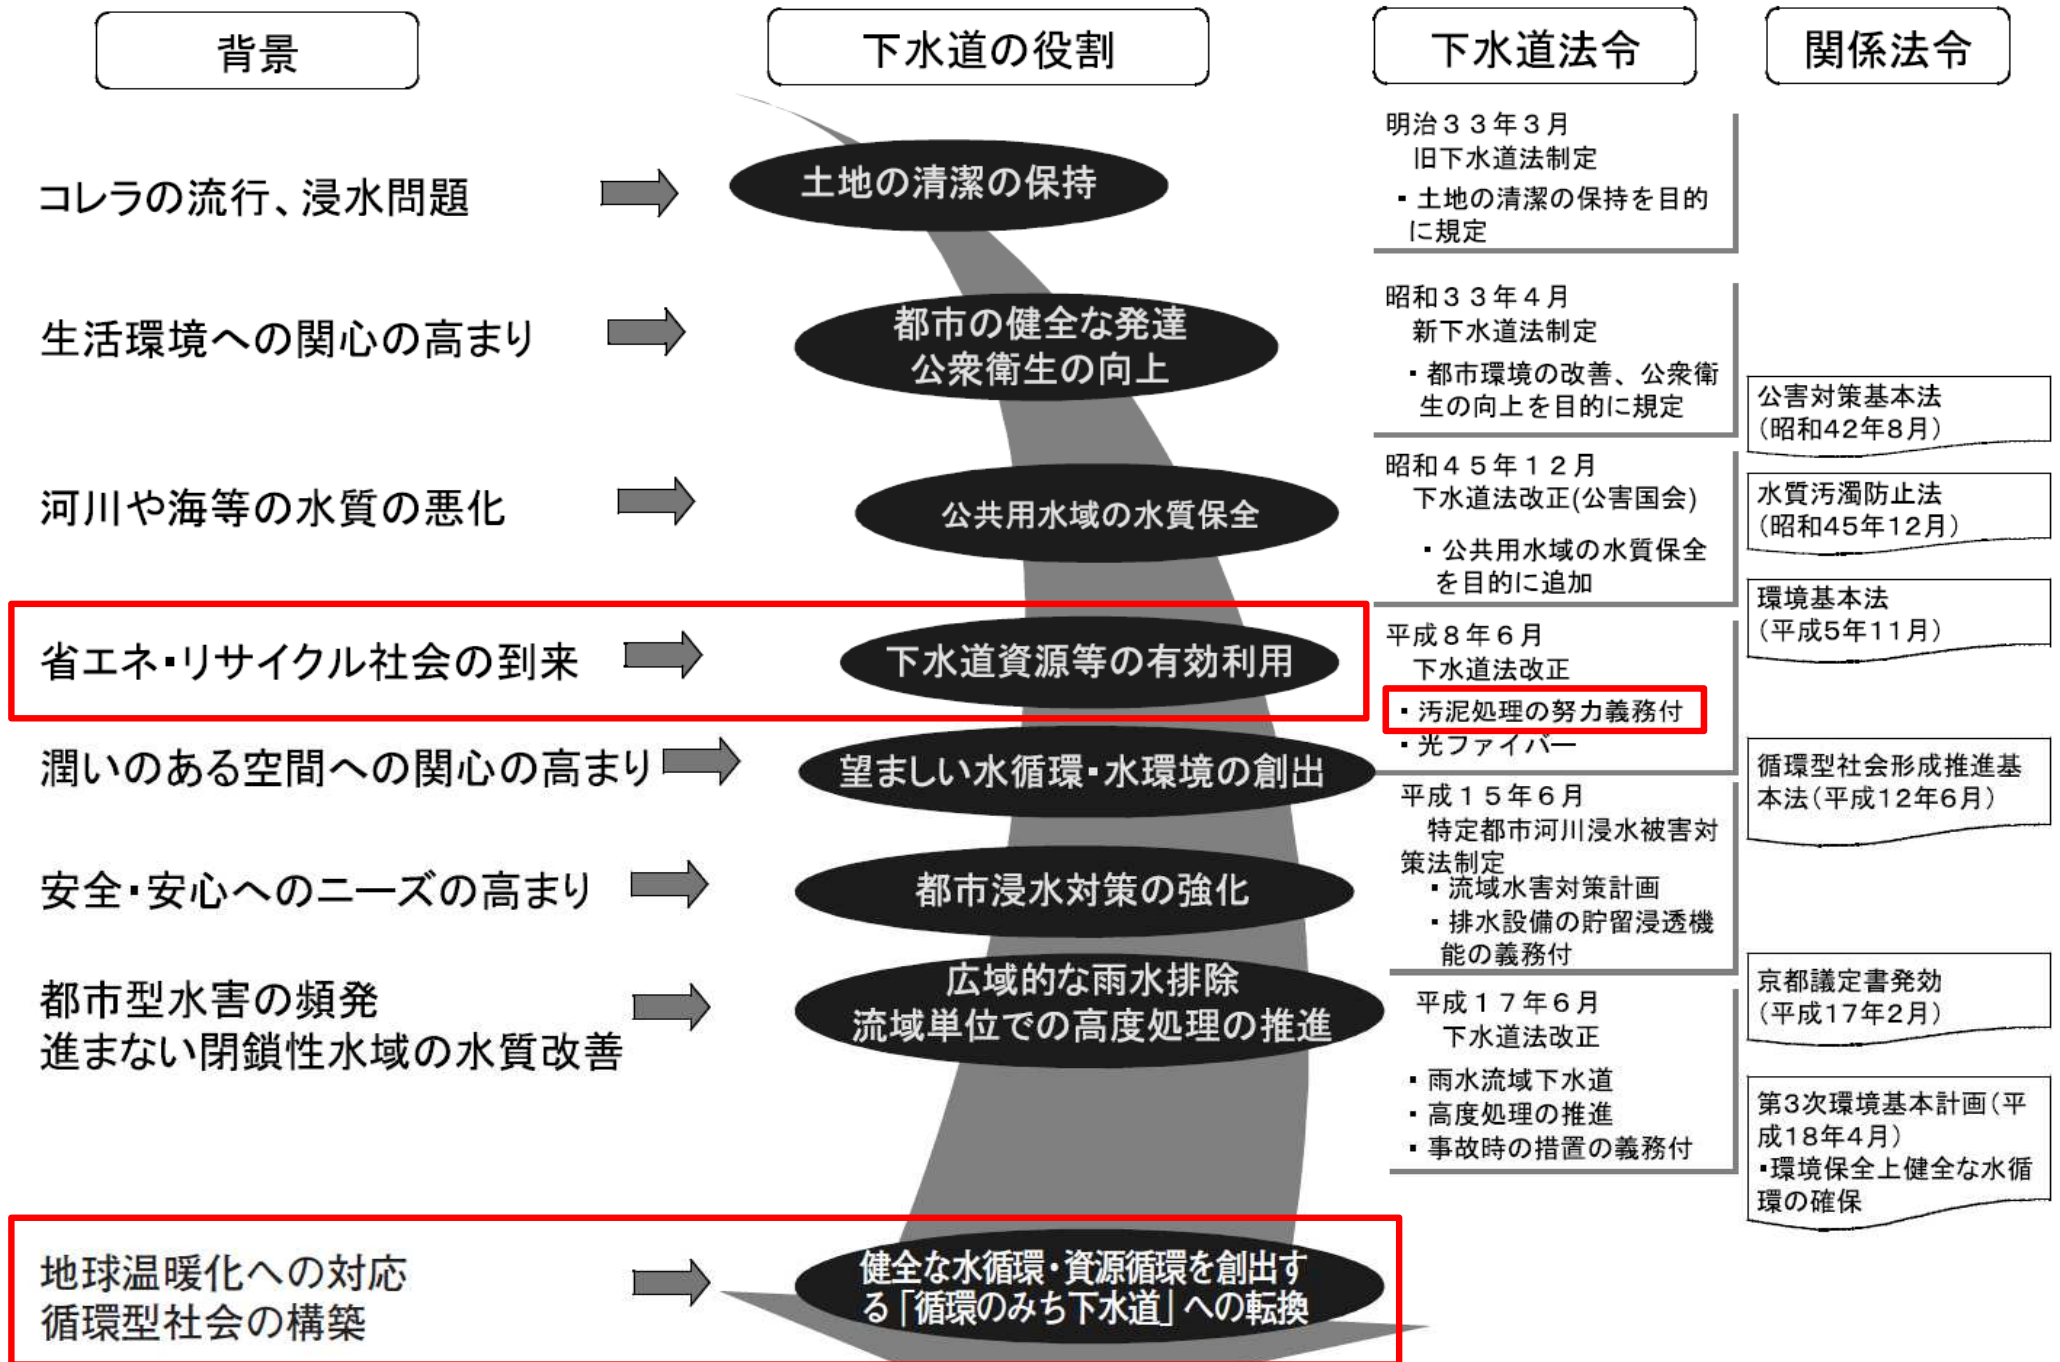 背景
下水道の役割
下水道法令
関係法令
コレラの流行、浸水問題
土地の清潔の保持
生活環境への関心の高まり
都市の健全な発達
公衆衛生の向上
河川や海等の水質の悪化
公共用水域の水質保全
省エネ・リサイクル社会の到来
下水道資源等の有効利用
潤いのある空間への関心の高まり
望ましい水循環・水環境の創出
安全・安心へのニーズの高まり
都市浸水対策の強化
都市型水害の頻発
進まない閉鎖性水域の水質改善
広域的な雨水排除
流域単位での高度処理の推進
地球温暖化への対応
循環型社会の構築
健全な水循環・資源循環を創出す
る「循環のみち下水道」への転換
明治33年3月
旧下水道法制定
・土地の清潔の保持を目的
に規定
昭和33年4月
新下水道法制定
・都市環境の改善、公衆衛
生の向上を目的に規定
昭和45年12月
下水道法改正(公害国会)
・公共用水域の水質保全
を目的に追加
平成8年6月
下水道法改正
・汚泥処理の努力義務付
・光ファイバー
平成15年6月
特定都市河川浸水被害対
策法制定
・流域水害対策計画
・排水設備の貯留浸透機
能の義務付
平成17年6月
下水道法改正
・雨水流域下水道
・高度処理の推進
・事故時の措置の義務付
公害対策基本法
(昭和42年8月)
水質汚濁防止法
(昭和45年12月)
環境基本法
(平成5年11月)
循環型社会形成推進基
本法(平成12年6月)
京都議定書発効
(平成17年2月)
第3次環境基本計画(平
成18年4月)
・環境保全上健全な水循
環の確保